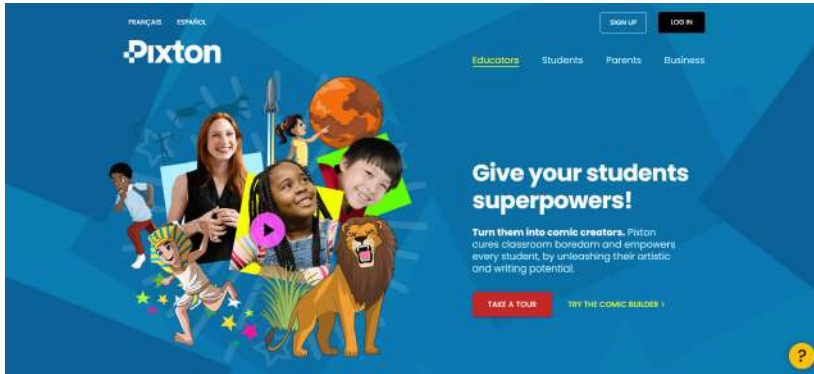 FRANÇAIS ESPAÑOL
SIGN UP
LOG IN
Pixton
Educators Students Parents Business
Give your students
superpowers!
Turn them into comic creators. Pixton
cures classroom boredom and empowers
every student, by unleashing their artistic
and writing potential.
TAKE A TOUR
TRY THE COMIC BUILDER >
?